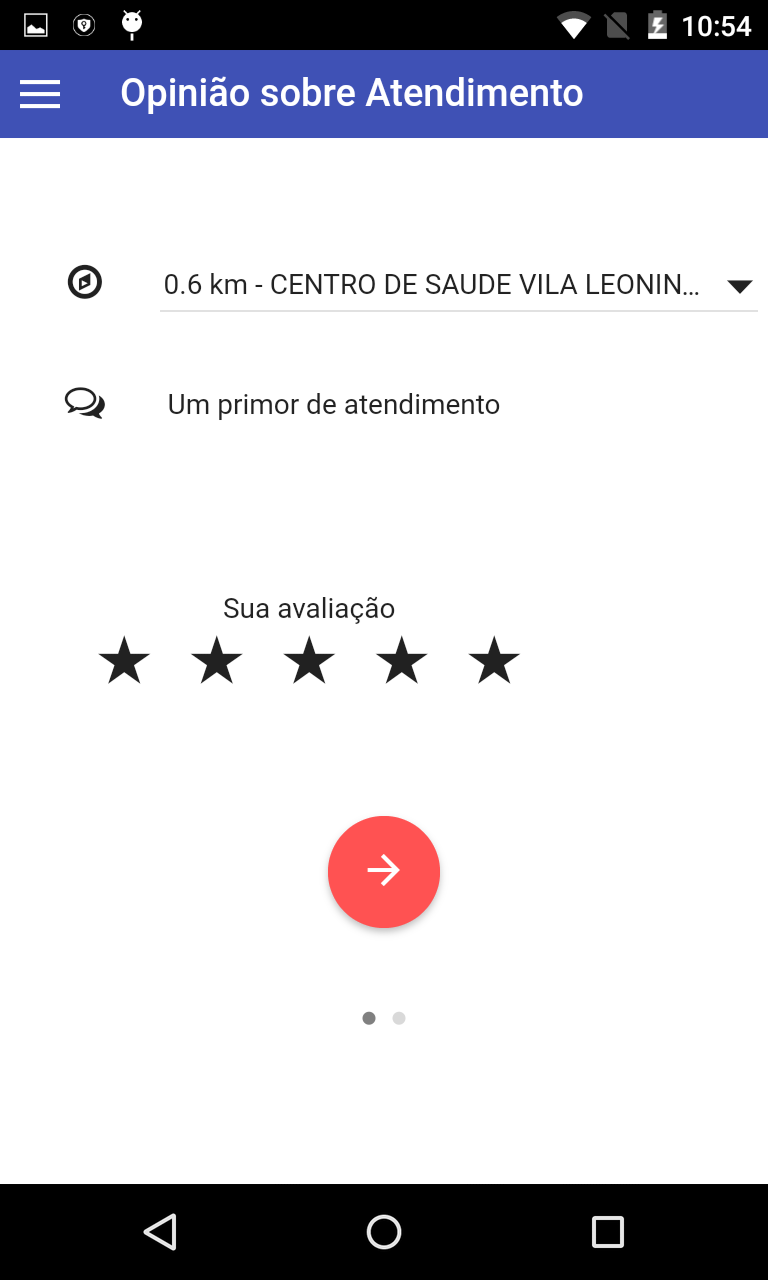 10:54
Opinião sobre Atendimento
0.6 km - CENTRO DE SAUDE VILA LEONIN...
Um primor de atendimento
Sua avaliação